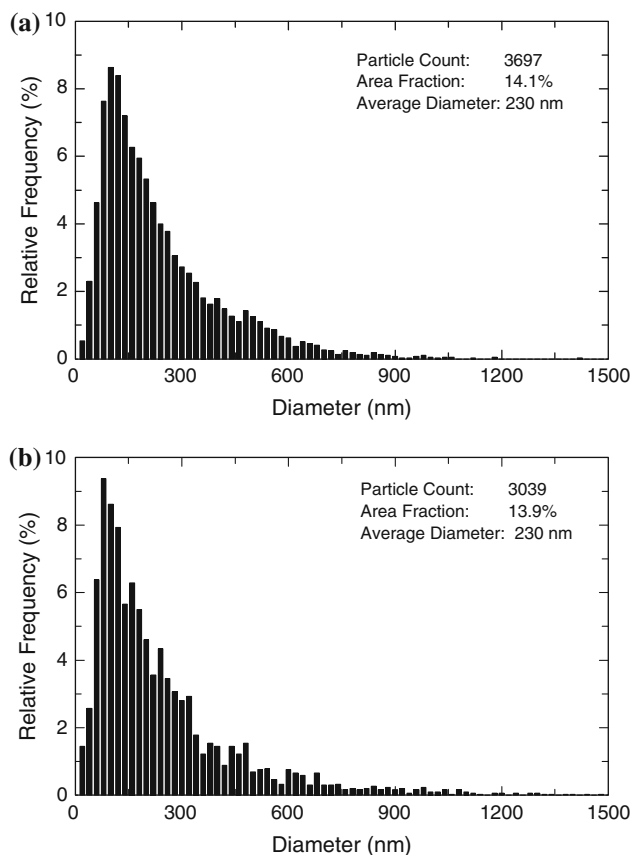 (a)
10
8
6
4
2
0
Relative Frequency (%)
Particle Count: 3697
Area Fraction: 14.1%
Average Diameter: 230 nm
0 300 600 900 1200 1500
Diameter (nm)
(b)
10
8
6
4
2
0
Relative Frequency (%)
Particle Count: 3039
Area Fraction: 13.9%
Average Diameter: 230 nm
0 300 600 900 1200 1500
Diameter (nm)